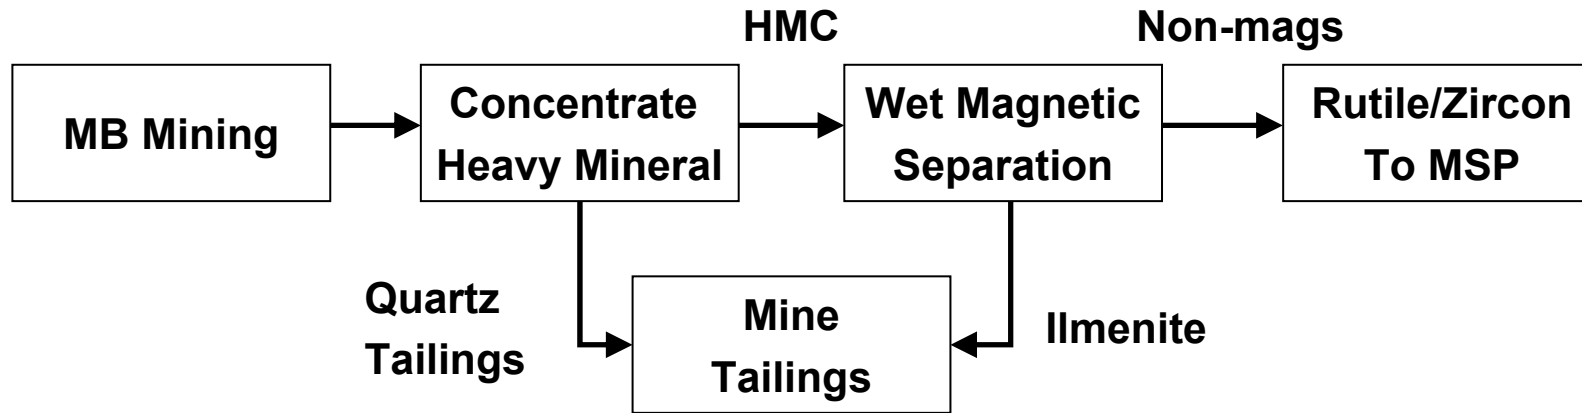 HMC
Non-mags
MB Mining
Concentrate
Heavy Mineral
Wet Magnetic
Separation
Rutile/Zircon
To MSP
Quartz
Tailings
Mine
Tailings
Ilmenite